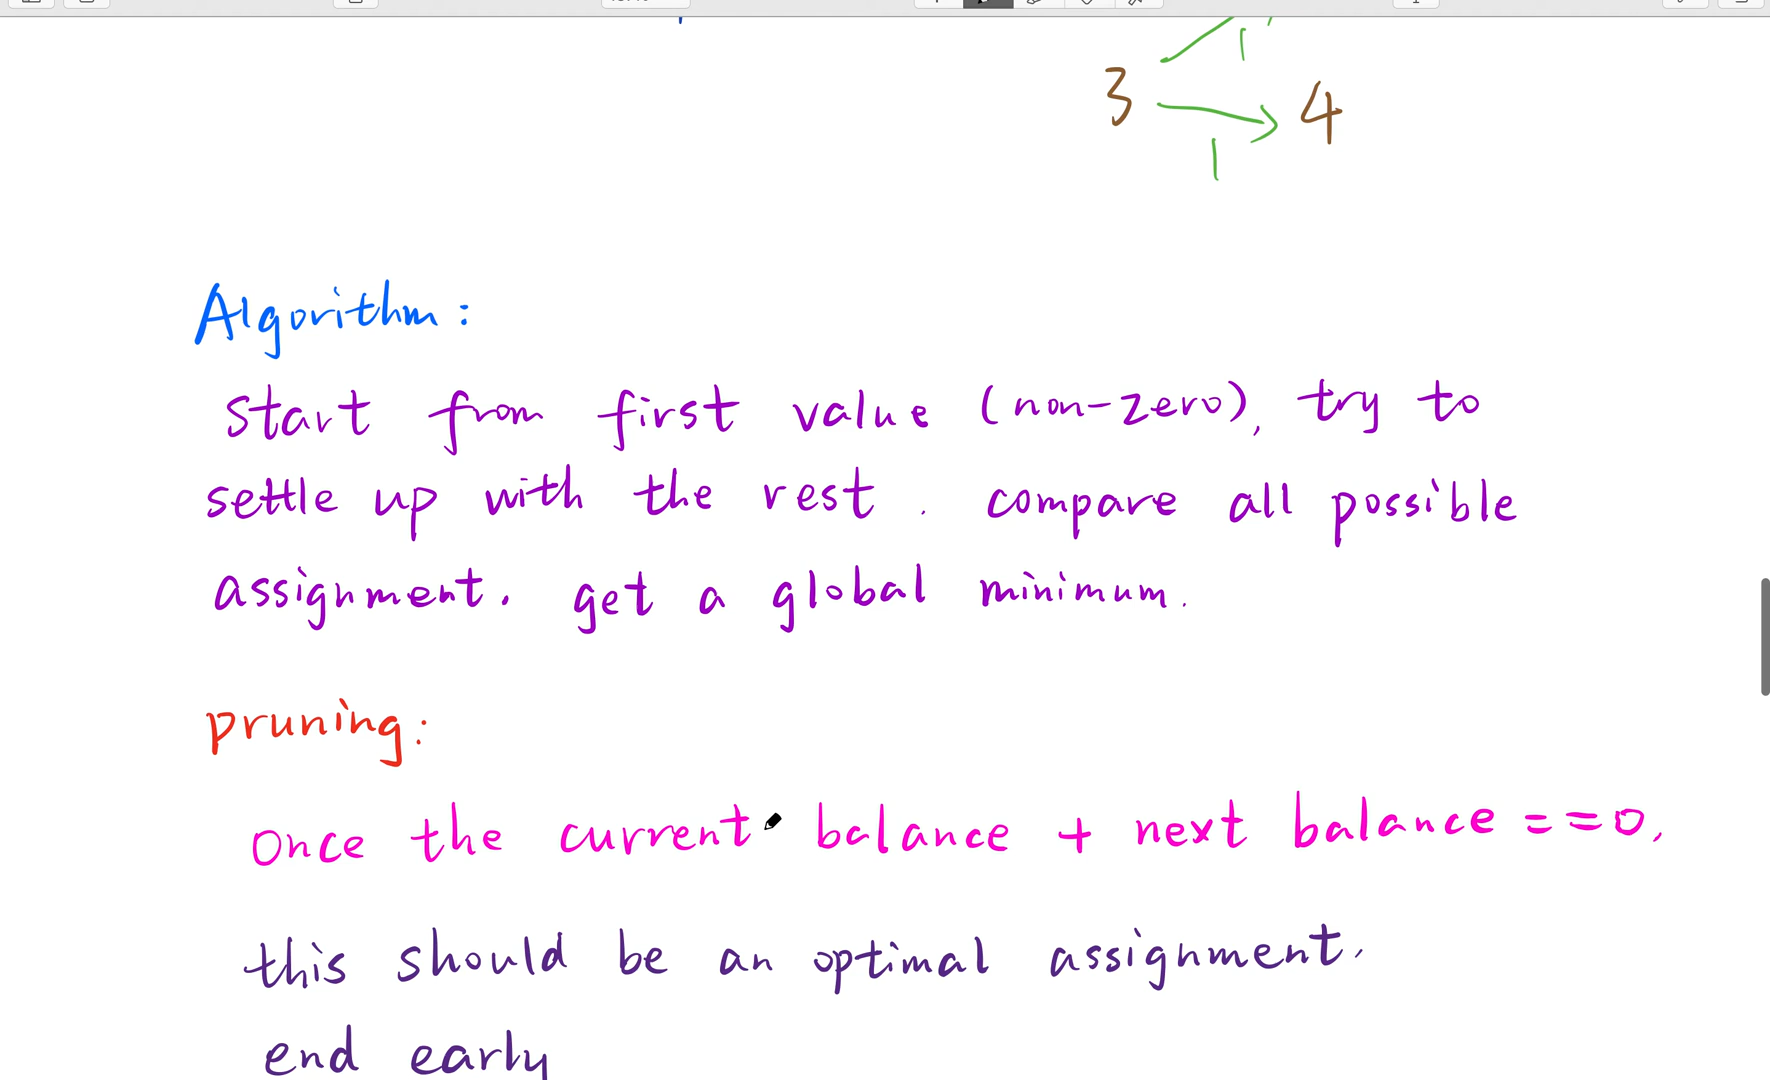 1
3 4
1
Algorithm:
Start from first value (non-zero), try to
settle up with the rest. compare all possible
assignment. get a global minimum.
pruning:
Once the current balance + next balance ==0,
this should be an optimal assignment.
end early